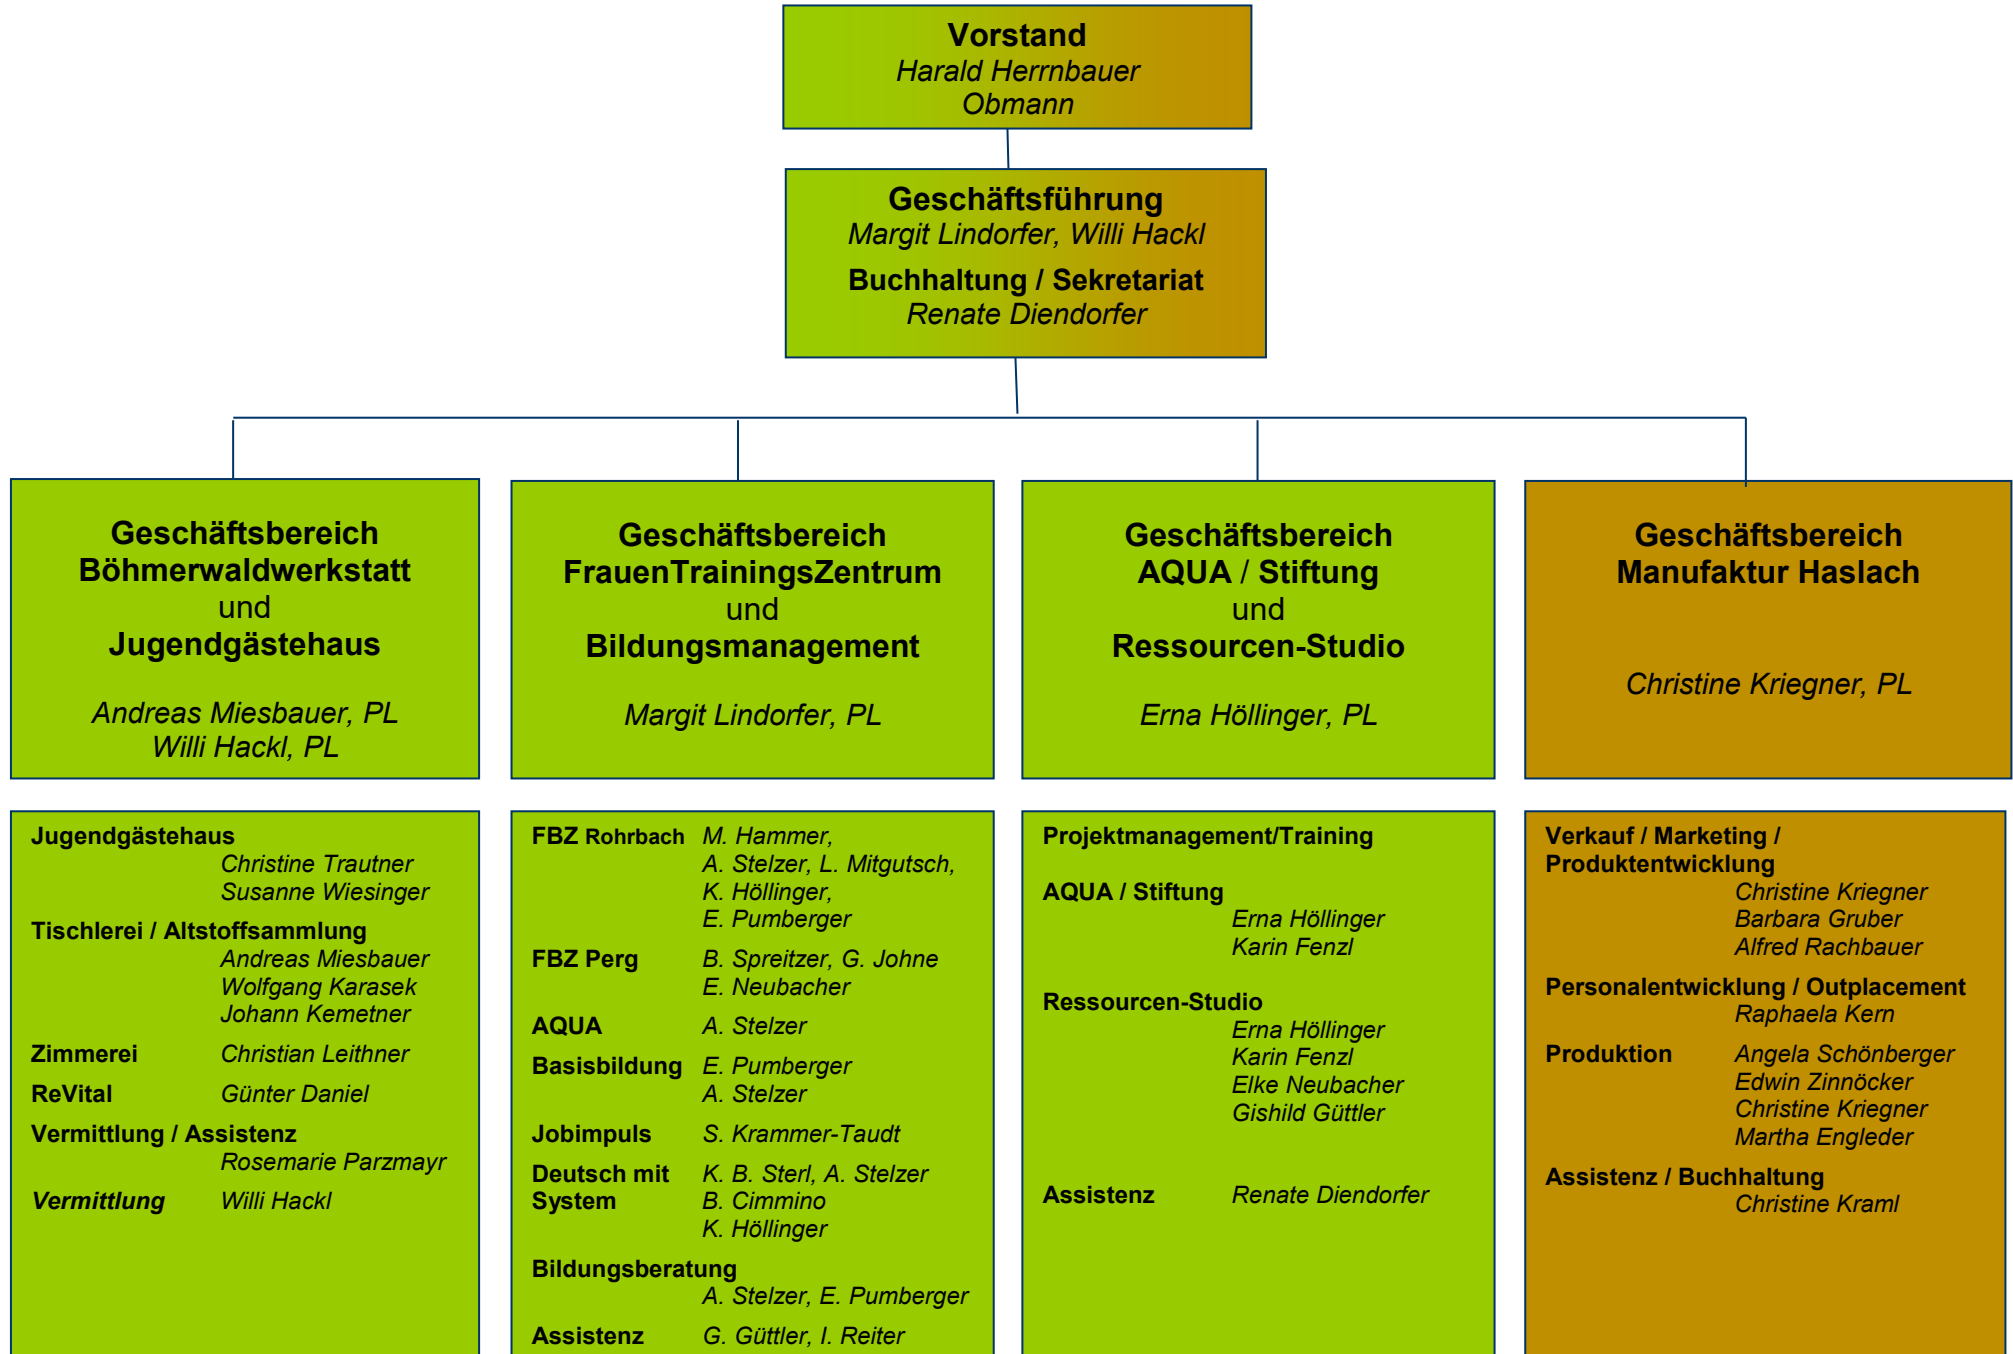 Vorstand
Harald Herrnbauer
Obmann
Geschäftsführung
Margit Lindorfer, Willi Hackl
Buchhaltung / Sekretariat
Renate Diendorfer
Geschäftsbereich
Böhmerwaldwerkstatt
und
Jugendgästehaus
Andreas Miesbauer, PL
Willi Hackl, PL
Geschäftsbereich
FrauenTrainingsZentrum
und
Bildungsmanagement
Margit Lindorfer, PL
Geschäftsbereich
AQUA / Stiftung
und
Ressourcen-Studio
Erna Höllinger, PL
Geschäftsbereich
Manufaktur Haslach
Christine Kriegner, PL
Jugendgästehaus
Christine Trautner
Susanne Wiesinger
Tischlerei / Altstoffsammlung
Andreas Miesbauer
Wolfgang Karasek
Johann Kemetner
Zimmerei Christian Leithner
ReVital Günter Daniel
Vermittlung / Assistenz
Rosemarie Parzmayr
Vermittlung Willi Hackl
FBZ Rohrbach M. Hammer,
A. Stelzer, L. Mitgutsch,
K. Höllinger,
E. Pumberger
FBZ Perg B. Spreitzer, G. Johne
E. Neubacher
AQUA A. Stelzer
Basisbildung E. Pumberger
A. Stelzer
Jobimpuls S. Krammer-Taudt
Deutsch mit K. B. Sterl, A. Stelzer
System B. Cimmino
K. Höllinger
Bildungsberatung
A. Stelzer, E. Pumberger
Assistenz G. Güttler, I. Reiter
Projektmanagement/Training
AQUA / Stiftung
Erna Höllinger
Karin Fenzl
Ressourcen-Studio
Erna Höllinger
Karin Fenzl
Elke Neubacher
Gishild Güttler
Assistenz Renate Diendorfer
Verkauf / Marketing /
Produktentwicklung
Christine Kriegner
Barbara Gruber
Alfred Rachbauer
Personalentwicklung / Outplacement
Raphaela Kern
Produktion Angela Schönberger
Edwin Zinnöcker
Christine Kriegner
Martha Engleder
Assistenz / Buchhaltung
Christine Kraml